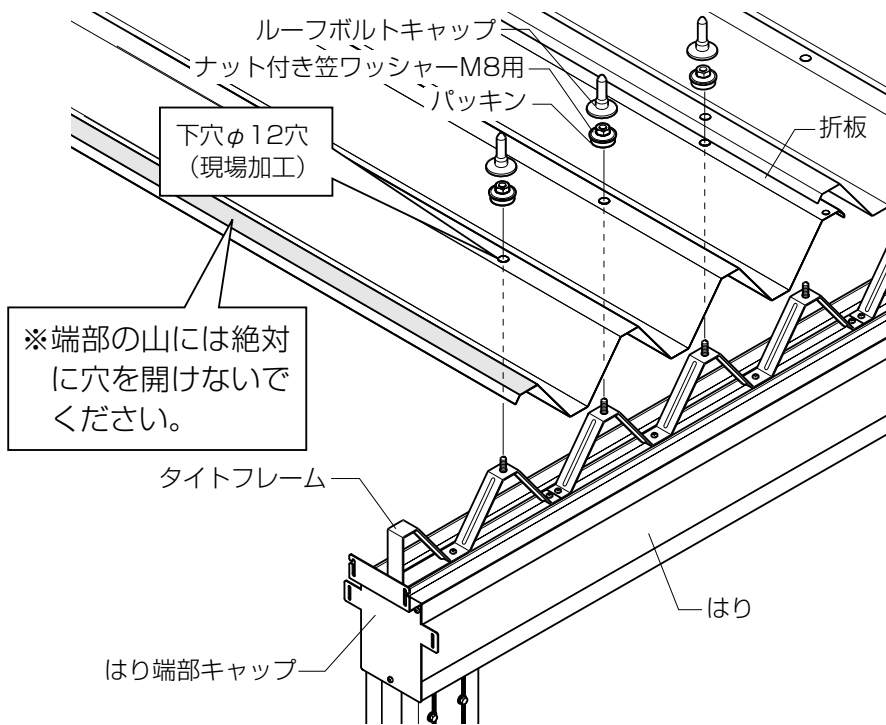 ルーフボルトキャップ
ナット付き笠ワッシャーM8用
パッキン
下穴φ12穴
（現場加工）
折板
※端部の山には絶対
に穴を開けないで
ください。
タイトフレーム
はり
はり端部キャップ